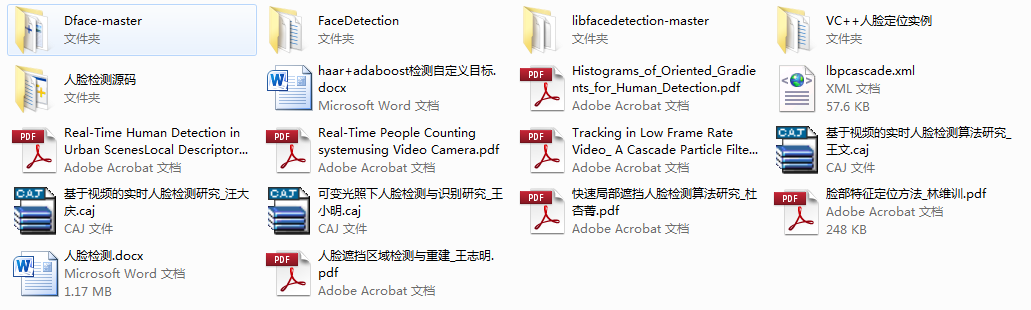 Dface-master
文件夹
FaceDetection
文件夹
libfacedetection-master
文件夹
VC++人脸定位实例
文件夹
人脸检测源码
文件夹
haar+adaboost检测自定义目标.
docx
Microsoft Word 文档
Histograms_of_Oriented_Gradie
nts_for_Human_Detection.pdf
Adobe Acrobat 文档
lbpcascade.xml
XML 文档
57.6 KB
Real-Time Human Detection in
Urban ScenesLocal Descriptor...
Adobe Acrobat 文档
Real-Time People Counting
systemusing Video Camera.pdf
Adobe Acrobat 文档
Tracking in Low Frame Rate
Video_ A Cascade Particle Filte...
Adobe Acrobat 文档
基于视频的实时人脸检测算法研究_
王文.caj
CAJ 文件
基于视频的实时人脸检测研究_汪大
庆.caj
CAJ 文件
可变光照下人脸检测与识别研究_王
小明.caj
CAJ 文件
快速局部遮挡人脸检测算法研究_杜
杏菁.pdf
Adobe Acrobat 文档
脸部特征定位方法_林维训.pdf
Adobe Acrobat 文档
248 KB
人脸检测.docx
Microsoft Word 文档
1.17 MB
人脸遮挡区域检测与重建_王志明.
pdf
Adobe Acrobat 文档